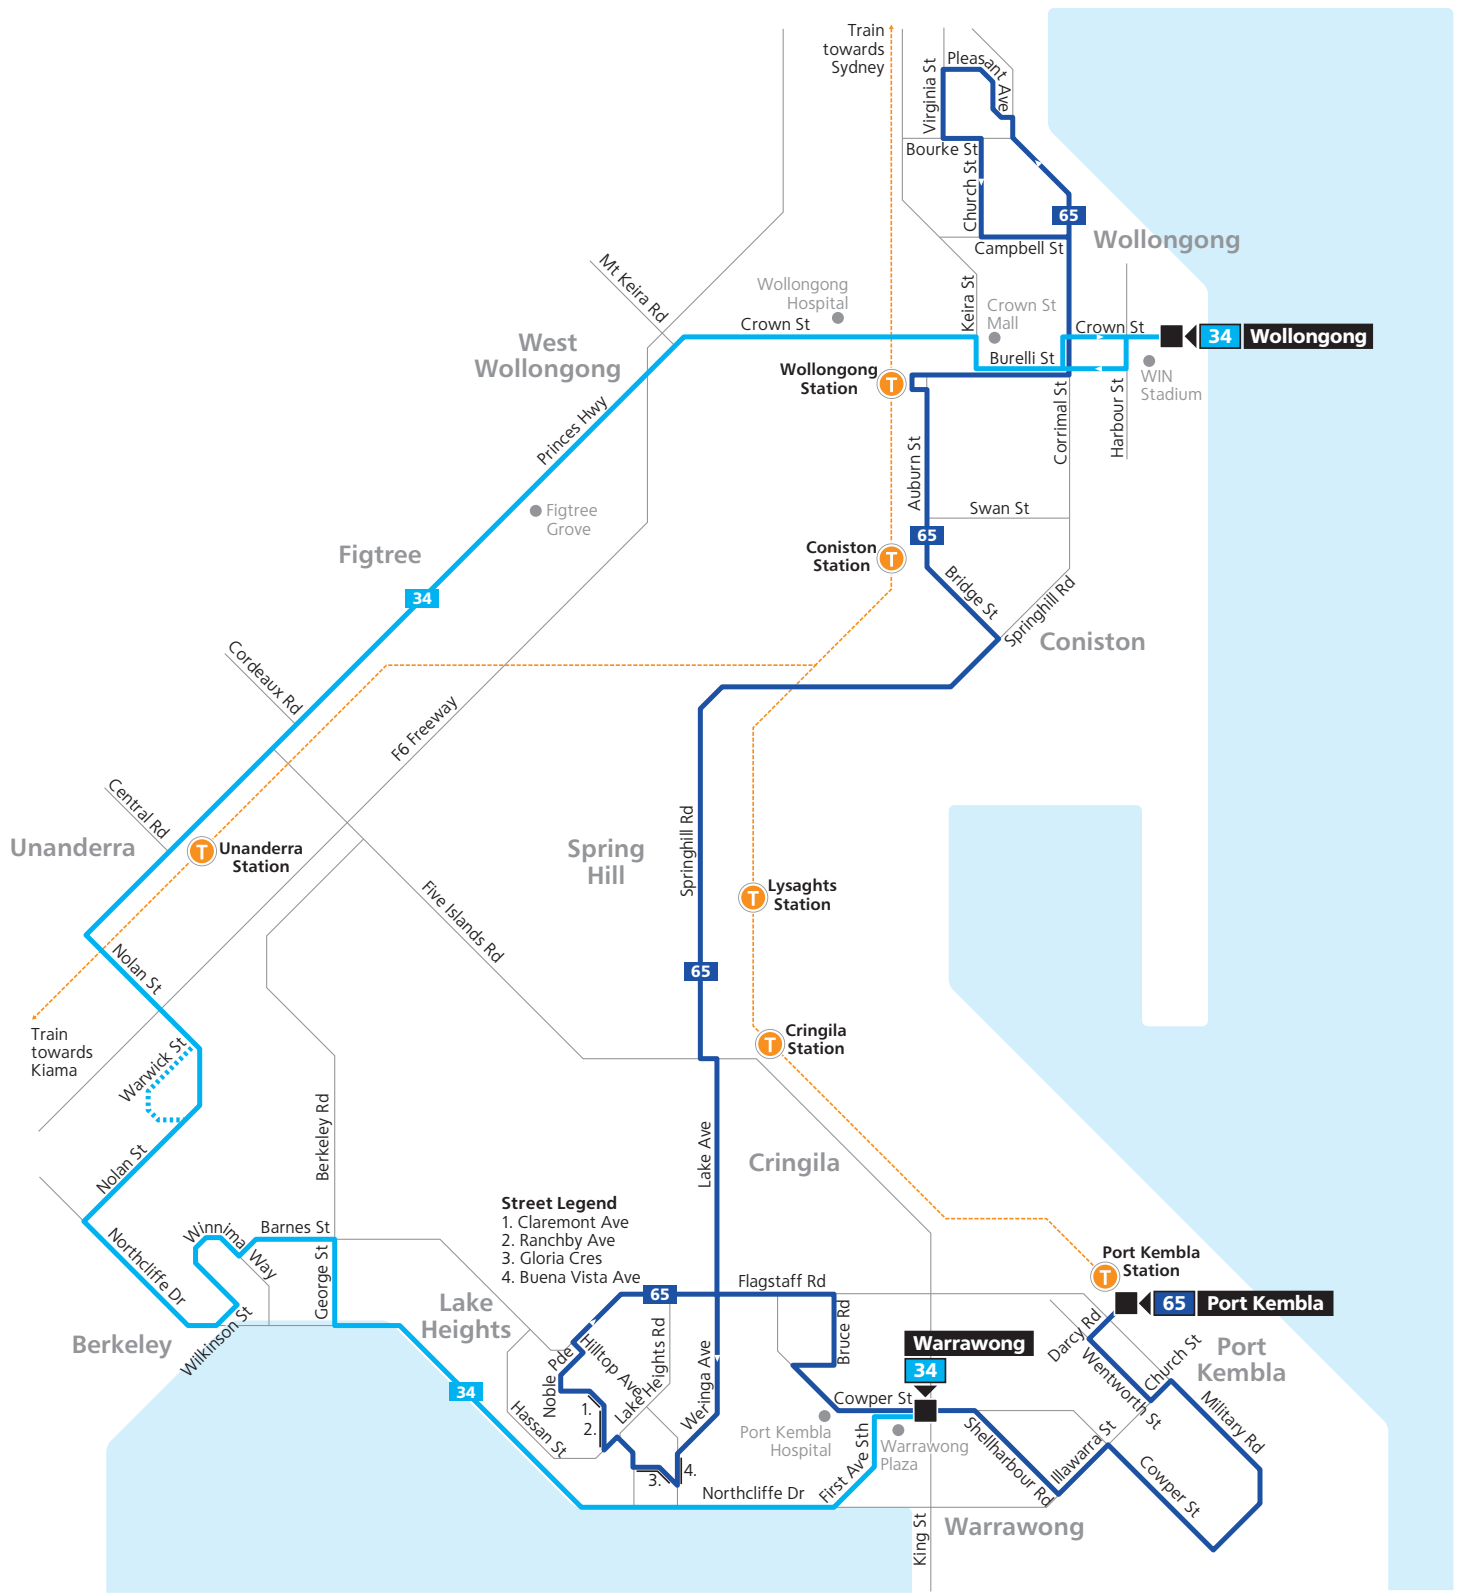 Train
towards
Sydney
Virginia St
Pleasant Ave
Bourke St
Church St
65
Campbell St
Wollongong
Mt Keira Rd
Wollongong
Hospital
Keira St
Crown St
Mall
Crown St
Crown St
34 Wollongong
West
Wollongong
Burelli St
Wollongong
Station
T
WIN
Stadium
Corrimal St
Harbour St
Princes Hwy
Auburn St
Figtree
Grove
Swan St
65
Figtree
Coniston
Station
T
Bridge St
Springhill Rd
34
Coniston
Cordeaux Rd
F6 Freeway
Central Rd
Unanderra
T
Unanderra
Station
Spring
Hill
Springhill Rd
T
Lysaghts
Station
Five Islands Rd
Nolan St
65
Train
towards
Kiama
T
Cringila
Station
Warwick St
Berkeley Rd
Lake Ave
Cringila
Nolan St
Street Legend
1. Claremont Ave
2. Ranchby Ave
3. Gloria Cres
4. Buena Vista Ave
Winnima Way
Barnes St
Northcliffe Dr
George St
Port Kembla
Station
T
Flagstaff Rd
65
65 Port Kembla
Lake
Heights
Berkeley
Wilkinson St
Hilltop Ave
Lake Heights Rd
Weringa Ave
Bruce Rd
Warrawong
34
Darcy Rd
Wentworth St
Church St
Port
Kembla
Noble Pde
34
Hassan St
1.
2.
3.
4.
Cowper St
Port Kembla
Hospital
First Ave Sth
Warrawong
Plaza
Shellharbour Rd
Illawarra St
Military Rd
Cowper St
Northcliffe Dr
King St
Warrawong